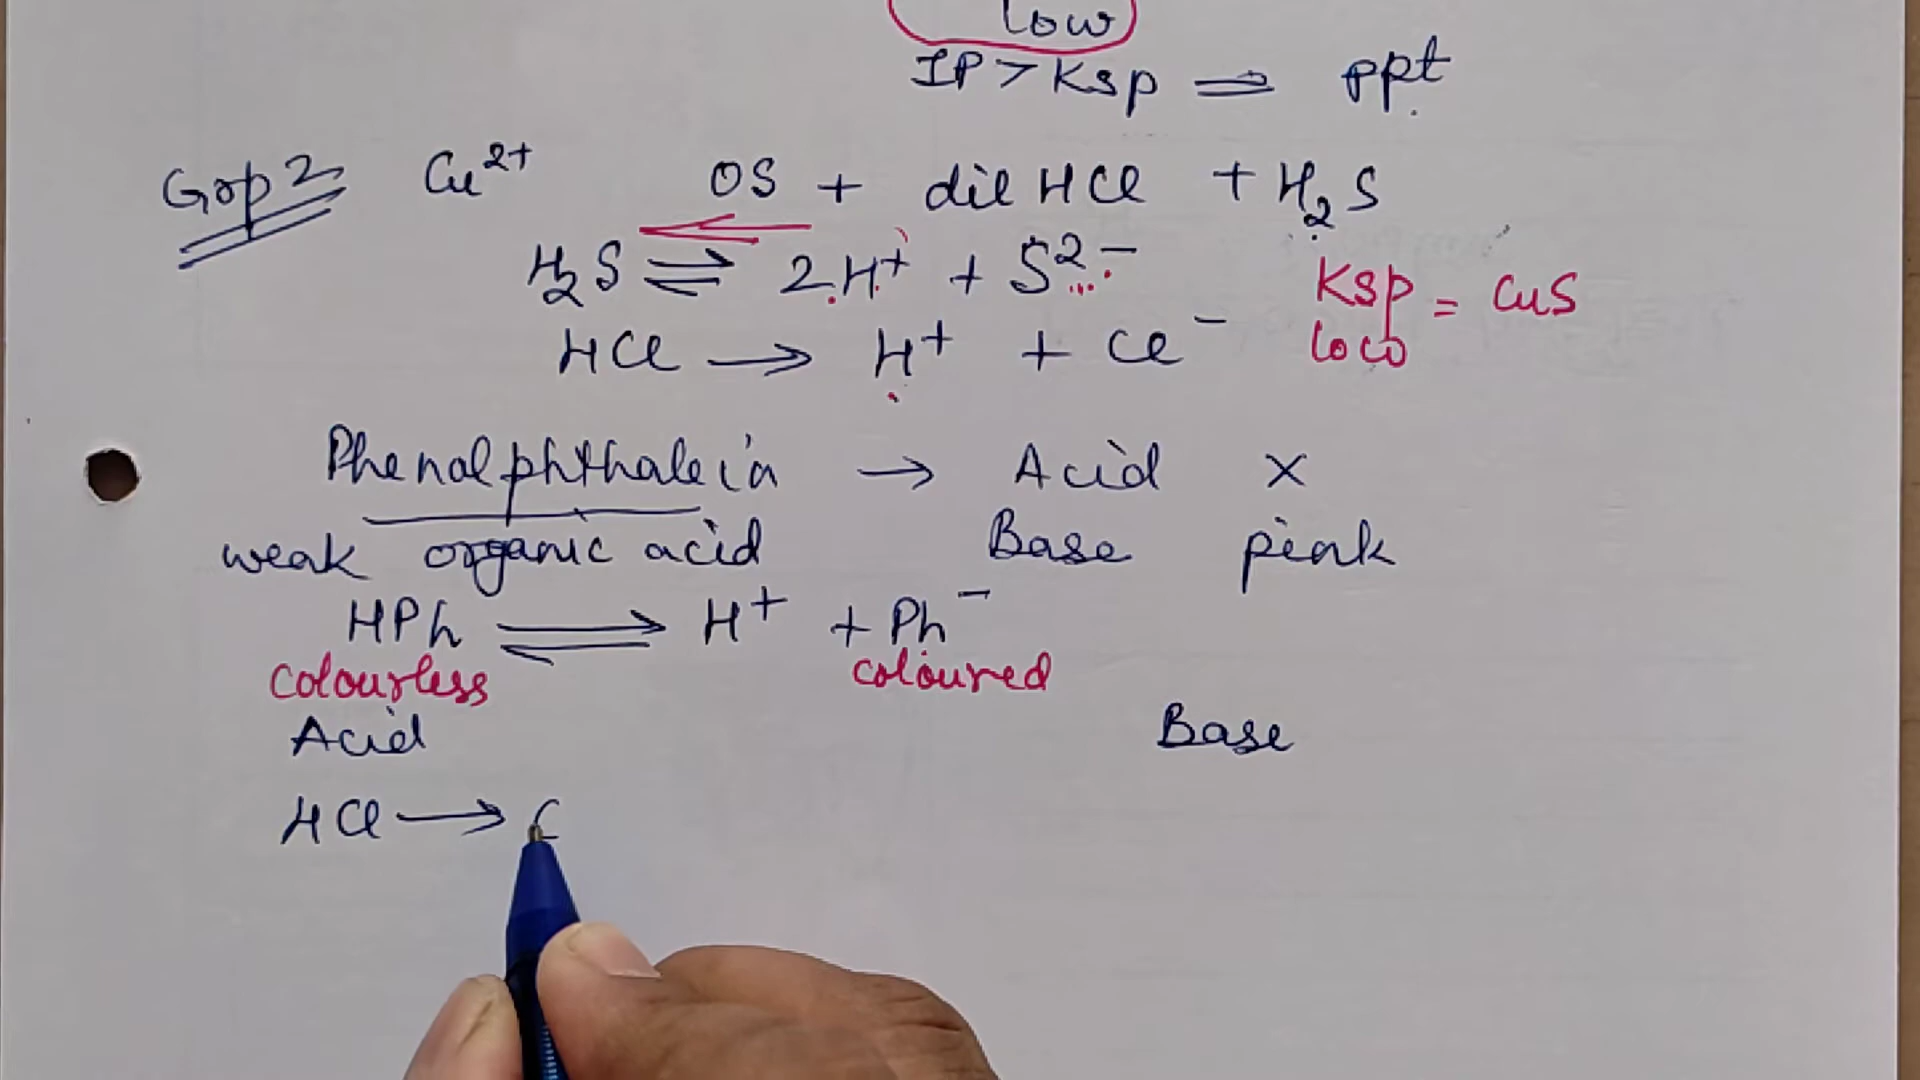 low
IP > Ksp ⇒ ppt
Grp 2 Cu²⁺ OS + dil HCl + H₂S
H₂S ⇌ 2H⁺ + S²⁻ Ksp = CuS
HCl → H⁺ + Cl⁻ low
Phenolphthalein → Acid ×
weak organic acid Base pink
HPh ⇌ H⁺ + Ph⁻
colourless coloured
Acid Base
HCl → C